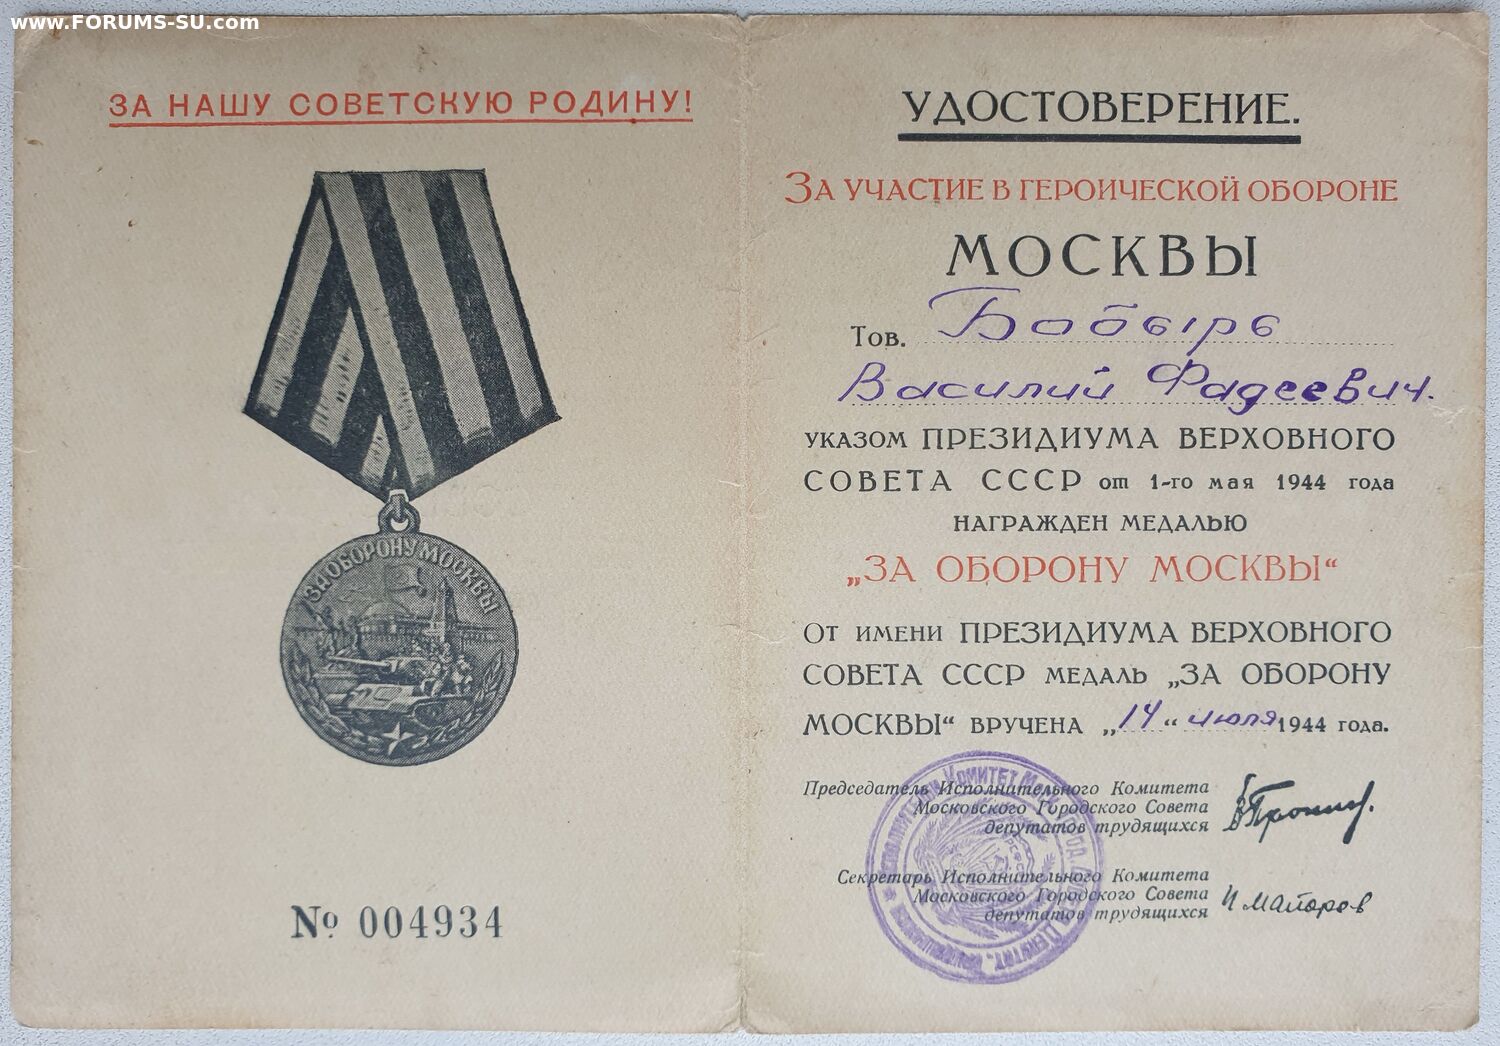 www.FORUMS-SU.com
ЗА НАШУ СОВЕТСКУЮ РОДИНУ!
ЗА ОБОРОНУ МОСКВЫ
№ 004934
УДОСТОВЕРЕНИЕ.
ЗА УЧАСТИЕ В ГЕРОИЧЕСКОЙ ОБОРОНЕ
МОСКВЫ
Тов. Бабырь
Василий Фадеевич.
УКАЗОМ ПРЕЗИДИУМА ВЕРХОВНОГО
СОВЕТА СССР от 1-го мая 1944 года
НАГРАЖДЕН МЕДАЛЬЮ
„ЗА ОБОРОНУ МОСКВЫ“
ОТ ИМЕНИ ПРЕЗИДИУМА ВЕРХОВНОГО
СОВЕТА СССР МЕДАЛЬ „ЗА ОБОРОНУ
МОСКВЫ“ ВРУЧЕНА „14“ июля 1944 года.
Председатель Исполнительного Комитета
Московского Городского Совета
депутатов трудящихся
Секретарь Исполнительного Комитета
Московского Городского Совета
депутатов трудящихся